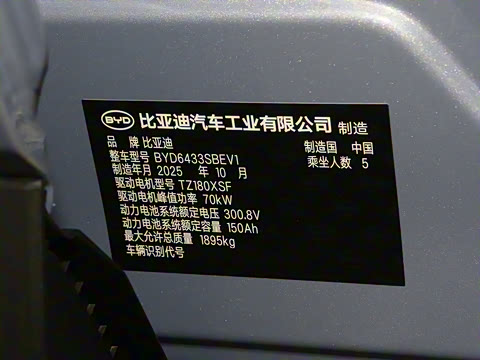 BYD 比亚迪汽车工业有限公司 制造
品 牌 比亚迪 制造国 中国
整车型号 BYD6433SBEV1 乘坐人数 5
制造年月 2025 年 10 月
驱动电机型号 TZ180XSF
驱动电机峰值功率 70kW
动力电池系统额定电压 300.8V
动力电池系统额定容量 150Ah
最大允许总质量 1895kg
车辆识别代号